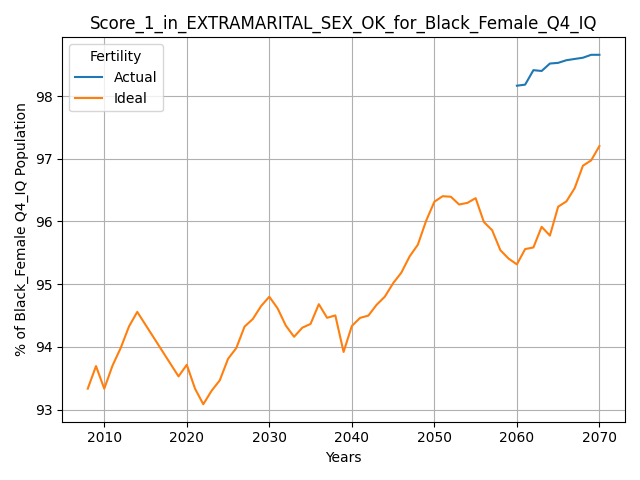 Score_1_in_EXTRAMARITAL_SEX_OK_for_Black_Female_Q4_IQ
Fertility
Actual
Ideal
% of Black_Female Q4_IQ Population
98
97
96
95
94
93
2010
2020
2030
2040
2050
2060
2070
Years